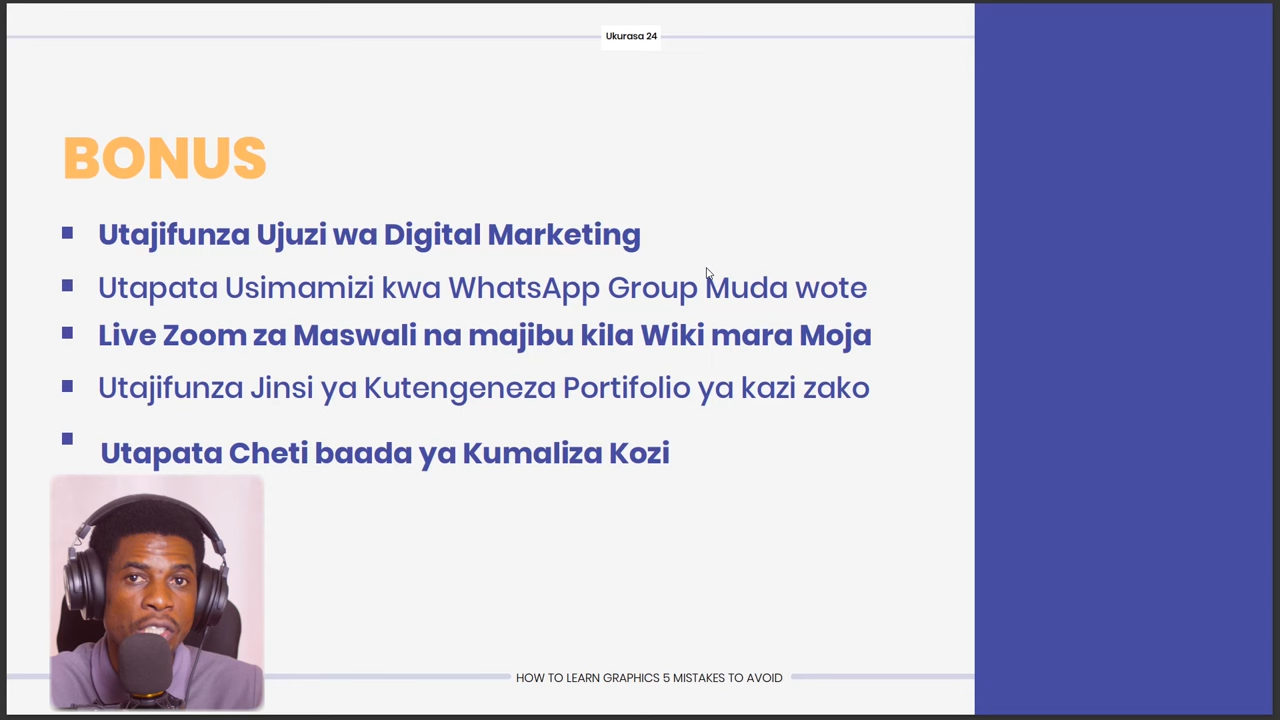 Ukurasa 24
BONUS
Utajifunza Ujuzi wa Digital Marketing
Utapata Usimamizi kwa WhatsApp Group Muda wote
Live Zoom za Maswali na majibu kila Wiki mara Moja
Utajifunza Jinsi ya Kutengeneza Portifolio ya kazi zako
Utapata Cheti baada ya Kumaliza Kozi
HOW TO LEARN GRAPHICS 5 MISTAKES TO AVOID